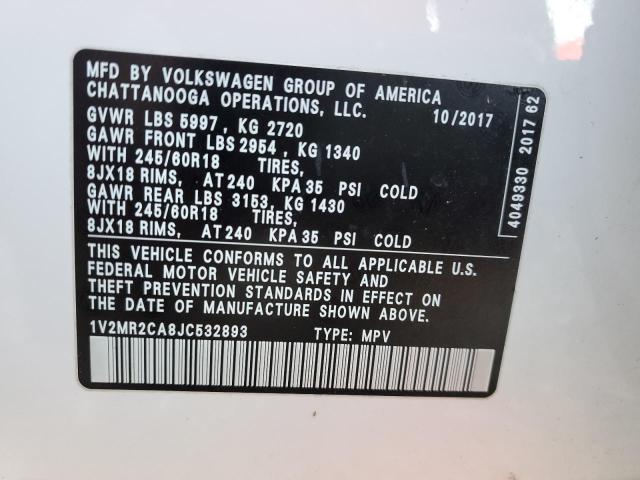 MFD BY VOLKSWAGEN GROUP OF AMERICA
CHATTANOOGA OPERATIONS, LLC.
10/2017
GVWR LBS 5997 , KG 2720
GAWR FRONT LBS 2954 , KG 1340
WITH 245/60R18 TIRES,
8JX18 RIMS, AT 240 KPA 35 PSI COLD
GAWR REAR LBS 3153, KG 1430
WITH 245/60R18 TIRES,
8JX18 RIMS, AT 240 KPA 35 PSI COLD
THIS VEHICLE CONFORMS TO ALL APPLICABLE U.S.
FEDERAL MOTOR VEHICLE SAFETY AND
THEFT PREVENTION STANDARDS IN EFFECT ON
THE DATE OF MANUFACTURE SHOWN ABOVE.
1V2MR2CA8JC532893 TYPE: MPV
4049330 2017 62